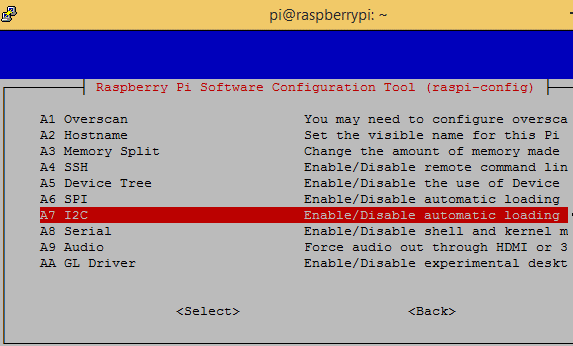 pi@raspberrypi: ~
Raspberry Pi Software Configuration Tool (raspi-config)
A1 Overscan You may need to configure oversca
A2 Hostname Set the visible name for this Pi
A3 Memory Split Change the amount of memory made
A4 SSH Enable/Disable remote command lin
A5 Device Tree Enable/Disable the use of Device
A6 SPI Enable/Disable automatic loading
A7 I2C Enable/Disable automatic loading
A8 Serial Enable/Disable shell and kernel m
A9 Audio Force audio out through HDMI or 3
AA GL Driver Enable/Disable experimental deskt
<Select> <Back>